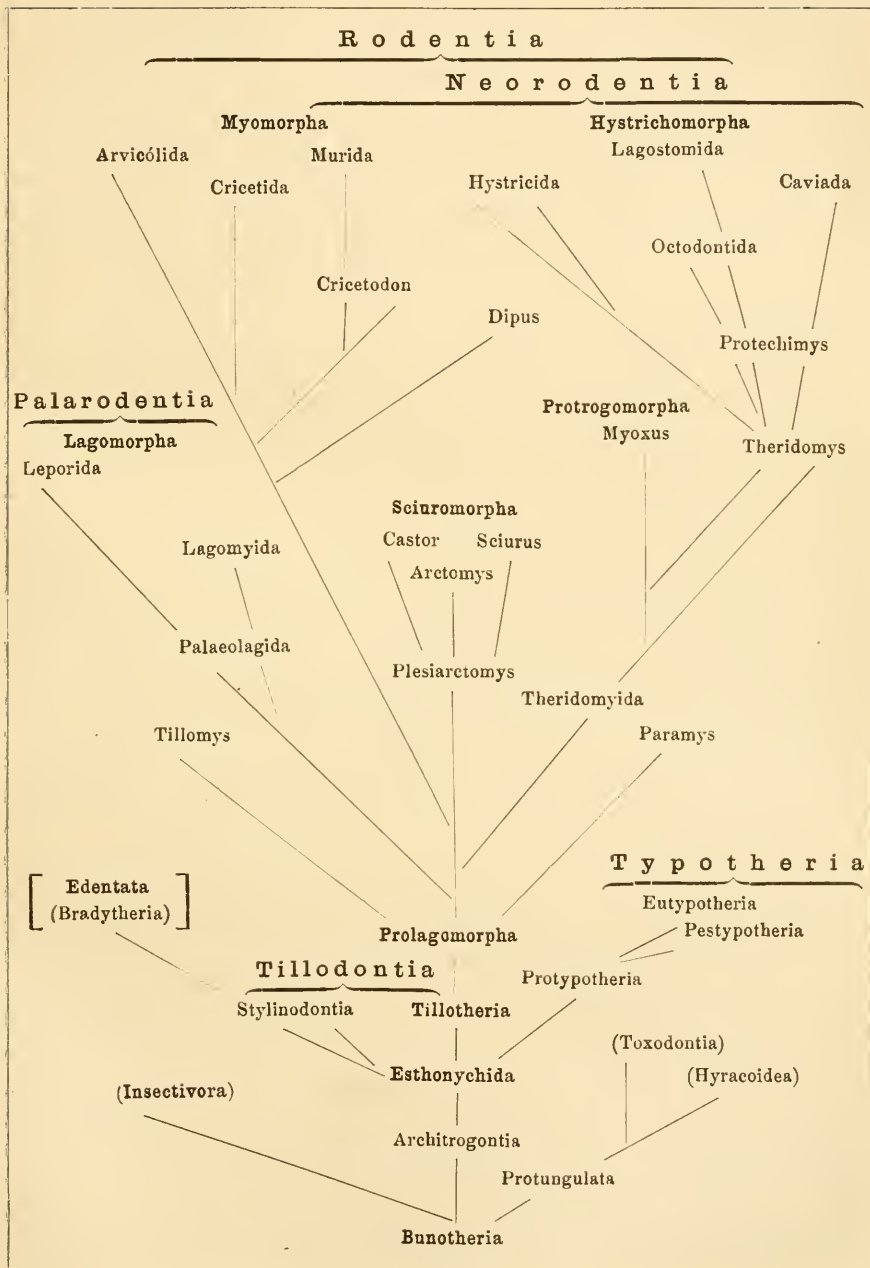 Rodentia
Neorodentia
Myomorpha
Hystrichomorpha
Arvicólida
Murida
Lagostomida
Cricetida
Hystricida
Caviada
Octodontida
Cricetodon
Dipus
Protechimys
Palarodentia
Protrogomorpha
Lagomorpha
Myoxus
Theridomys
Leporida
Sciuromorpha
Lagomyida
Castor
Sciurus
Arctomys
Palaeolagida
Plesiarctomys
Theridomyida
Tillomys
Paramys
Typotheria
Edentata
(Bradytheria)
Eutypotheria
Pestypotheria
Prolagomorpha
Tillodontia
Protypotheria
Stylinodontia
Tillotheria
(Toxodontia)
Esthonychida
(Hyracoidea)
(Insectivora)
Architrogontia
Protungulata
Bunotheria